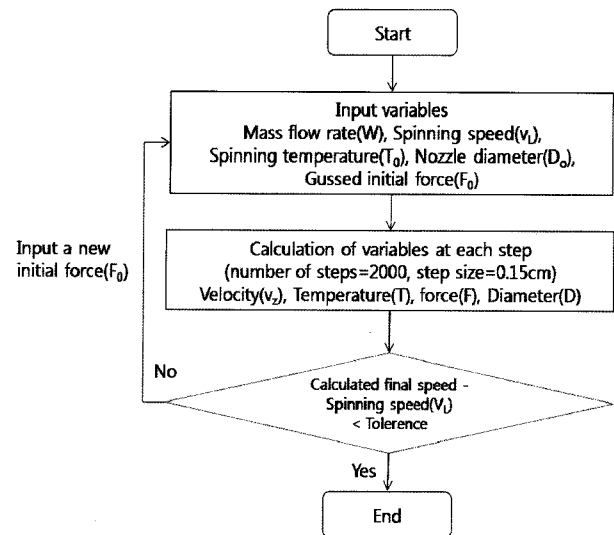 Start
Input variables
Mass flow rate(W), Spinning speed(vL),
Spinning temperature(T0), Nozzle diameter(Do),
Gussed initial force(F0)
Input a new
initial force(F0)
Calculation of variables at each step
(number of steps=2000, step size=0.15cm)
Velocity(vz), Temperature(T), force(F), Diameter(D)
No
Calculated final speed -
Spinning speed(VL)
< Tolerence
Yes
End